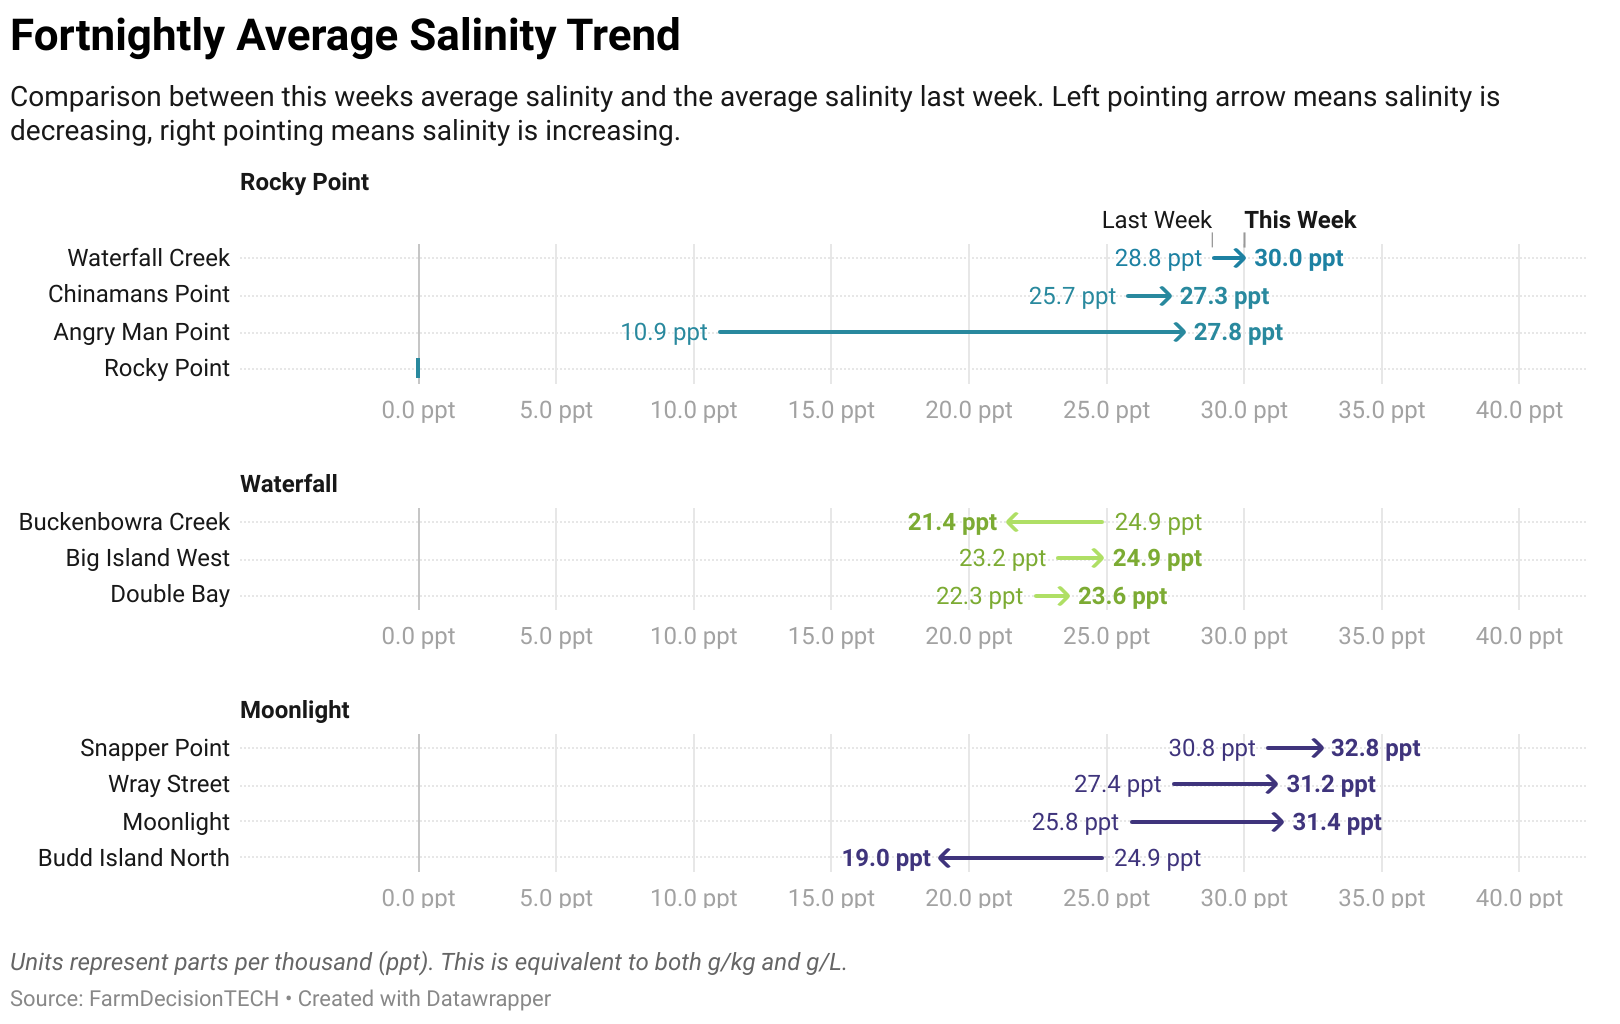 Fortnightly Average Salinity Trend
Comparison between this weeks average salinity and the average salinity last week. Left pointing arrow means salinity is
decreasing, right pointing means salinity is increasing.
Rocky Point
Last Week This Week
Waterfall Creek 28.8 ppt 30.0 ppt
Chinamans Point 25.7 ppt 27.3 ppt
Angry Man Point 10.9 ppt 27.8 ppt
Rocky Point
0.0 ppt 5.0 ppt 10.0 ppt 15.0 ppt 20.0 ppt 25.0 ppt 30.0 ppt 35.0 ppt 40.0 ppt
Waterfall
Buckenbowra Creek 21.4 ppt 24.9 ppt
Big Island West 23.2 ppt 24.9 ppt
Double Bay 22.3 ppt 23.6 ppt
0.0 ppt 5.0 ppt 10.0 ppt 15.0 ppt 20.0 ppt 25.0 ppt 30.0 ppt 35.0 ppt 40.0 ppt
Moonlight
Snapper Point 30.8 ppt 32.8 ppt
Wray Street 27.4 ppt 31.2 ppt
Moonlight 25.8 ppt 31.4 ppt
Budd Island North 19.0 ppt 24.9 ppt
0.0 ppt 5.0 ppt 10.0 ppt 15.0 ppt 20.0 ppt 25.0 ppt 30.0 ppt 35.0 ppt 40.0 ppt
Units represent parts per thousand (ppt). This is equivalent to both g/kg and g/L.
Source: FarmDecisionTECH • Created with Datawrapper